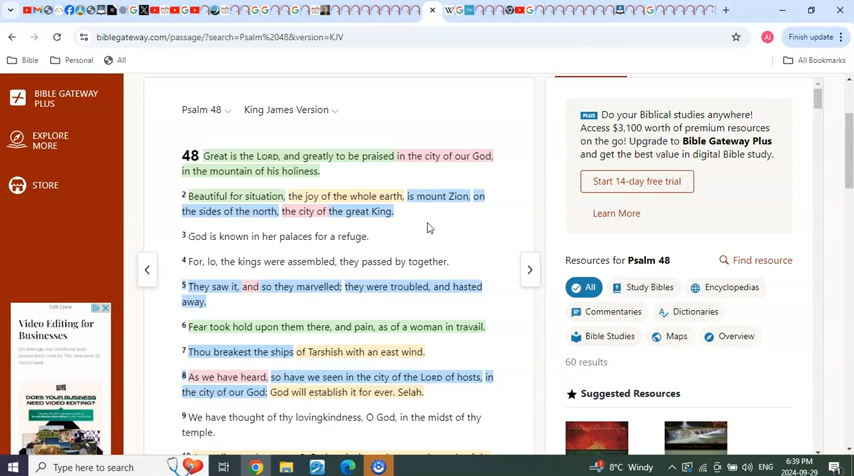 biblegateway.com/passage/?search=Psalm%2048&version=KJV
AI
Finish update
Bible
Personal
All
All Bookmarks
BIBLE GATEWAY
PLUS
EXPLORE
MORE
STORE
Video Editing for
Businesses
DOES YOUR
BUSINESS NEED
VIDEO EDITING?
Psalm 48
King James Version
48 Great is the LORD, and greatly to be praised in the city of our God,
in the mountain of his holiness.
2 Beautiful for situation, the joy of the whole earth, is mount Zion, on
the sides of the north, the city of the great King.
3 God is known in her palaces for a refuge.
4 For, lo, the kings were assembled, they passed by together.
5 They saw it, and so they marvelled; they were troubled, and hasted
away.
6 Fear took hold upon them there, and pain, as of a woman in travail.
7 Thou breakest the ships of Tarshish with an east wind.
8 As we have heard, so have we seen in the city of the LORD of hosts, in
the city of our God: God will establish it for ever. Selah.
9 We have thought of thy lovingkindness, O God, in the midst of thy
temple.
PLUS Do your Biblical studies anywhere!
Access $3,100 worth of premium resources
on the go! Upgrade to Bible Gateway Plus
and get the best value in digital Bible study.
Start 14-day free trial
Learn More
Resources for Psalm 48
Find resource
All
Study Bibles
Encyclopedias
Commentaries
Dictionaries
Bible Studies
Maps
Overview
60 results
Suggested Resources
Type here to search
8°C Windy
ENG
6:39 PM
2024-09-29